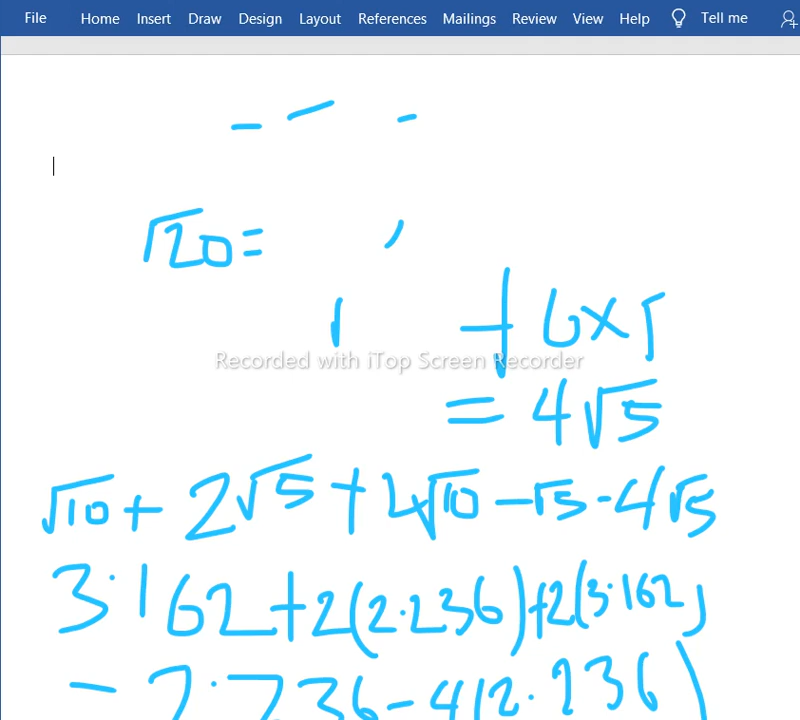 File Home Insert Draw Design Layout References Mailings Review View Help Tell me
√20 =
+ 6×5
Recorded with iTop Screen Recorder
= 4√5
√10 + 2√5 + 2√10 - √5 - 4√5
3.162 + 2(2.236) + 2(3.162)
- 2.236 - 4(2.236)